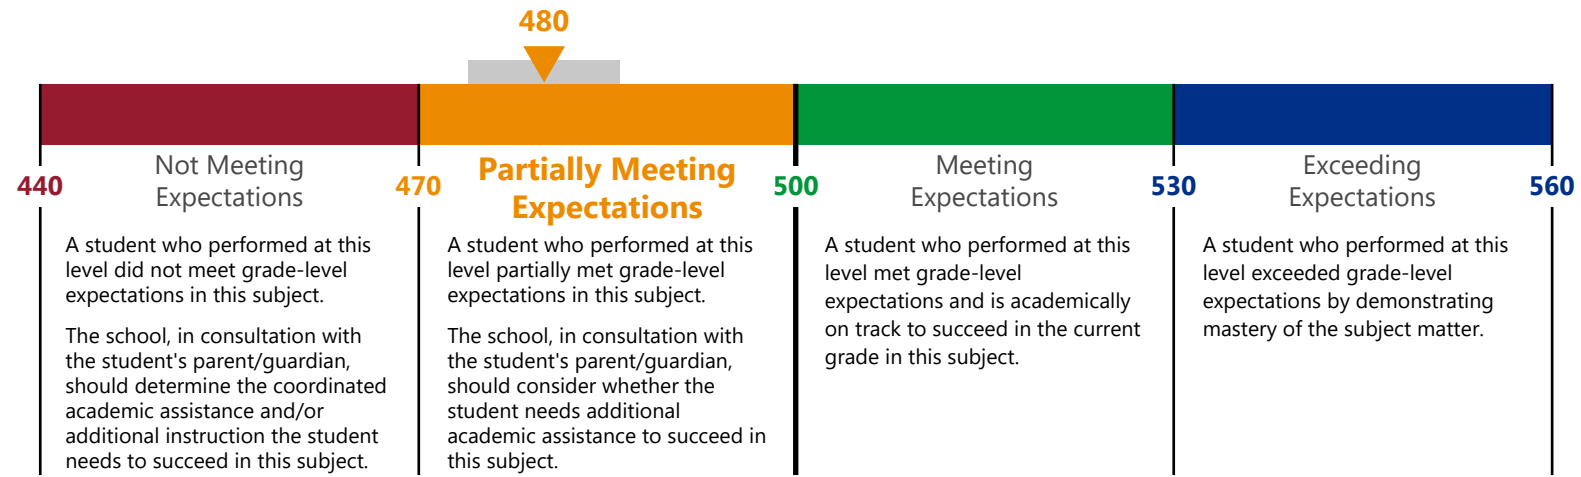 480
440
Not Meeting
Expectations
470
Partially Meeting
Expectations
500
Meeting
Expectations
530
Exceeding
Expectations
560
A student who performed at this
level did not meet grade-level
expectations in this subject.
The school, in consultation with
the student's parent/guardian,
should determine the coordinated
academic assistance and/or
additional instruction the student
needs to succeed in this subject.
A student who performed at this
level partially met grade-level
expectations in this subject.
The school, in consultation with
the student's parent/guardian,
should consider whether the
student needs additional
academic assistance to succeed in
this subject.
A student who performed at this
level met grade-level
expectations and is academically
on track to succeed in the current
grade in this subject.
A student who performed at this
level exceeded grade-level
expectations by demonstrating
mastery of the subject matter.